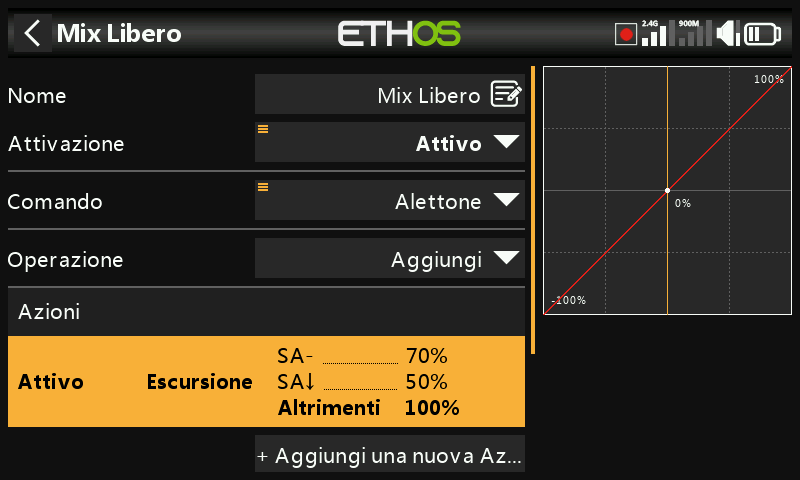 Mix Libero
ETHOS
2.4G
900M
Nome
Mix Libero
Attivazione
Attivo
Comando
Alettone
Operazione
Aggiungi
Azioni
Attivo Escursione
SA- 70%
SA↓ 50%
Altrimenti 100%
+ Aggiungi una nuova Az...
100%
0%
-100%